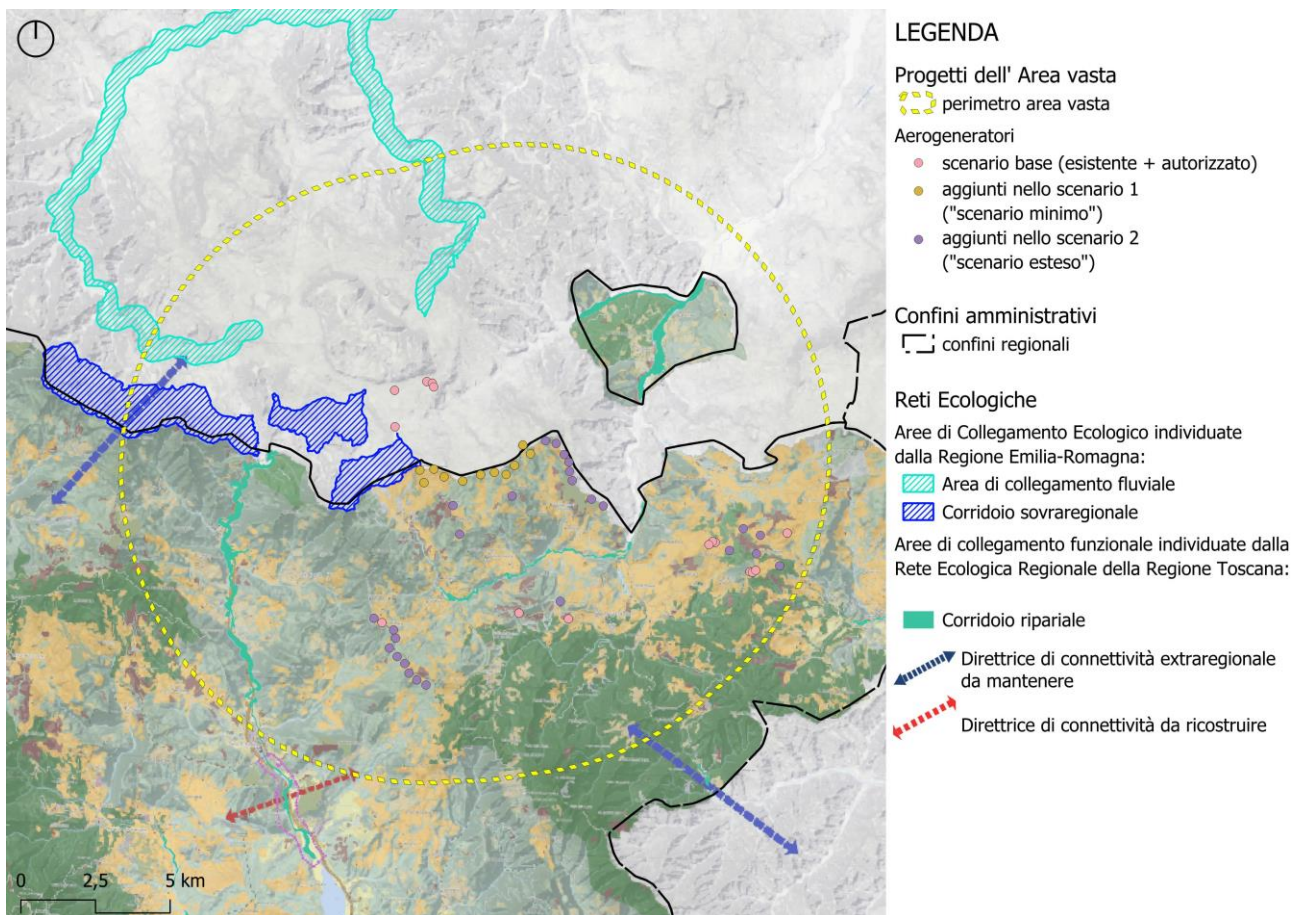 LEGENDA
Progetti dell' Area vasta
perimetro area vasta
Aerogeneratori
scenario base (esistente + autorizzato)
aggiunti nello scenario 1
("scenario minimo")
aggiunti nello scenario 2
("scenario esteso")
Confini amministrativi
confini regionali
Reti Ecologiche
Aree di Collegamento Ecologico individuate
dalla Regione Emilia-Romagna:
Area di collegamento fluviale
Corridoio sovraregionale
Aree di collegamento funzionale individuate dalla
Rete Ecologica Regionale della Regione Toscana:
Corridoio ripariale
Direttrice di connettività extraregionale
da mantenere
Direttrice di connettività da ricostruire
0 2,5 5 km